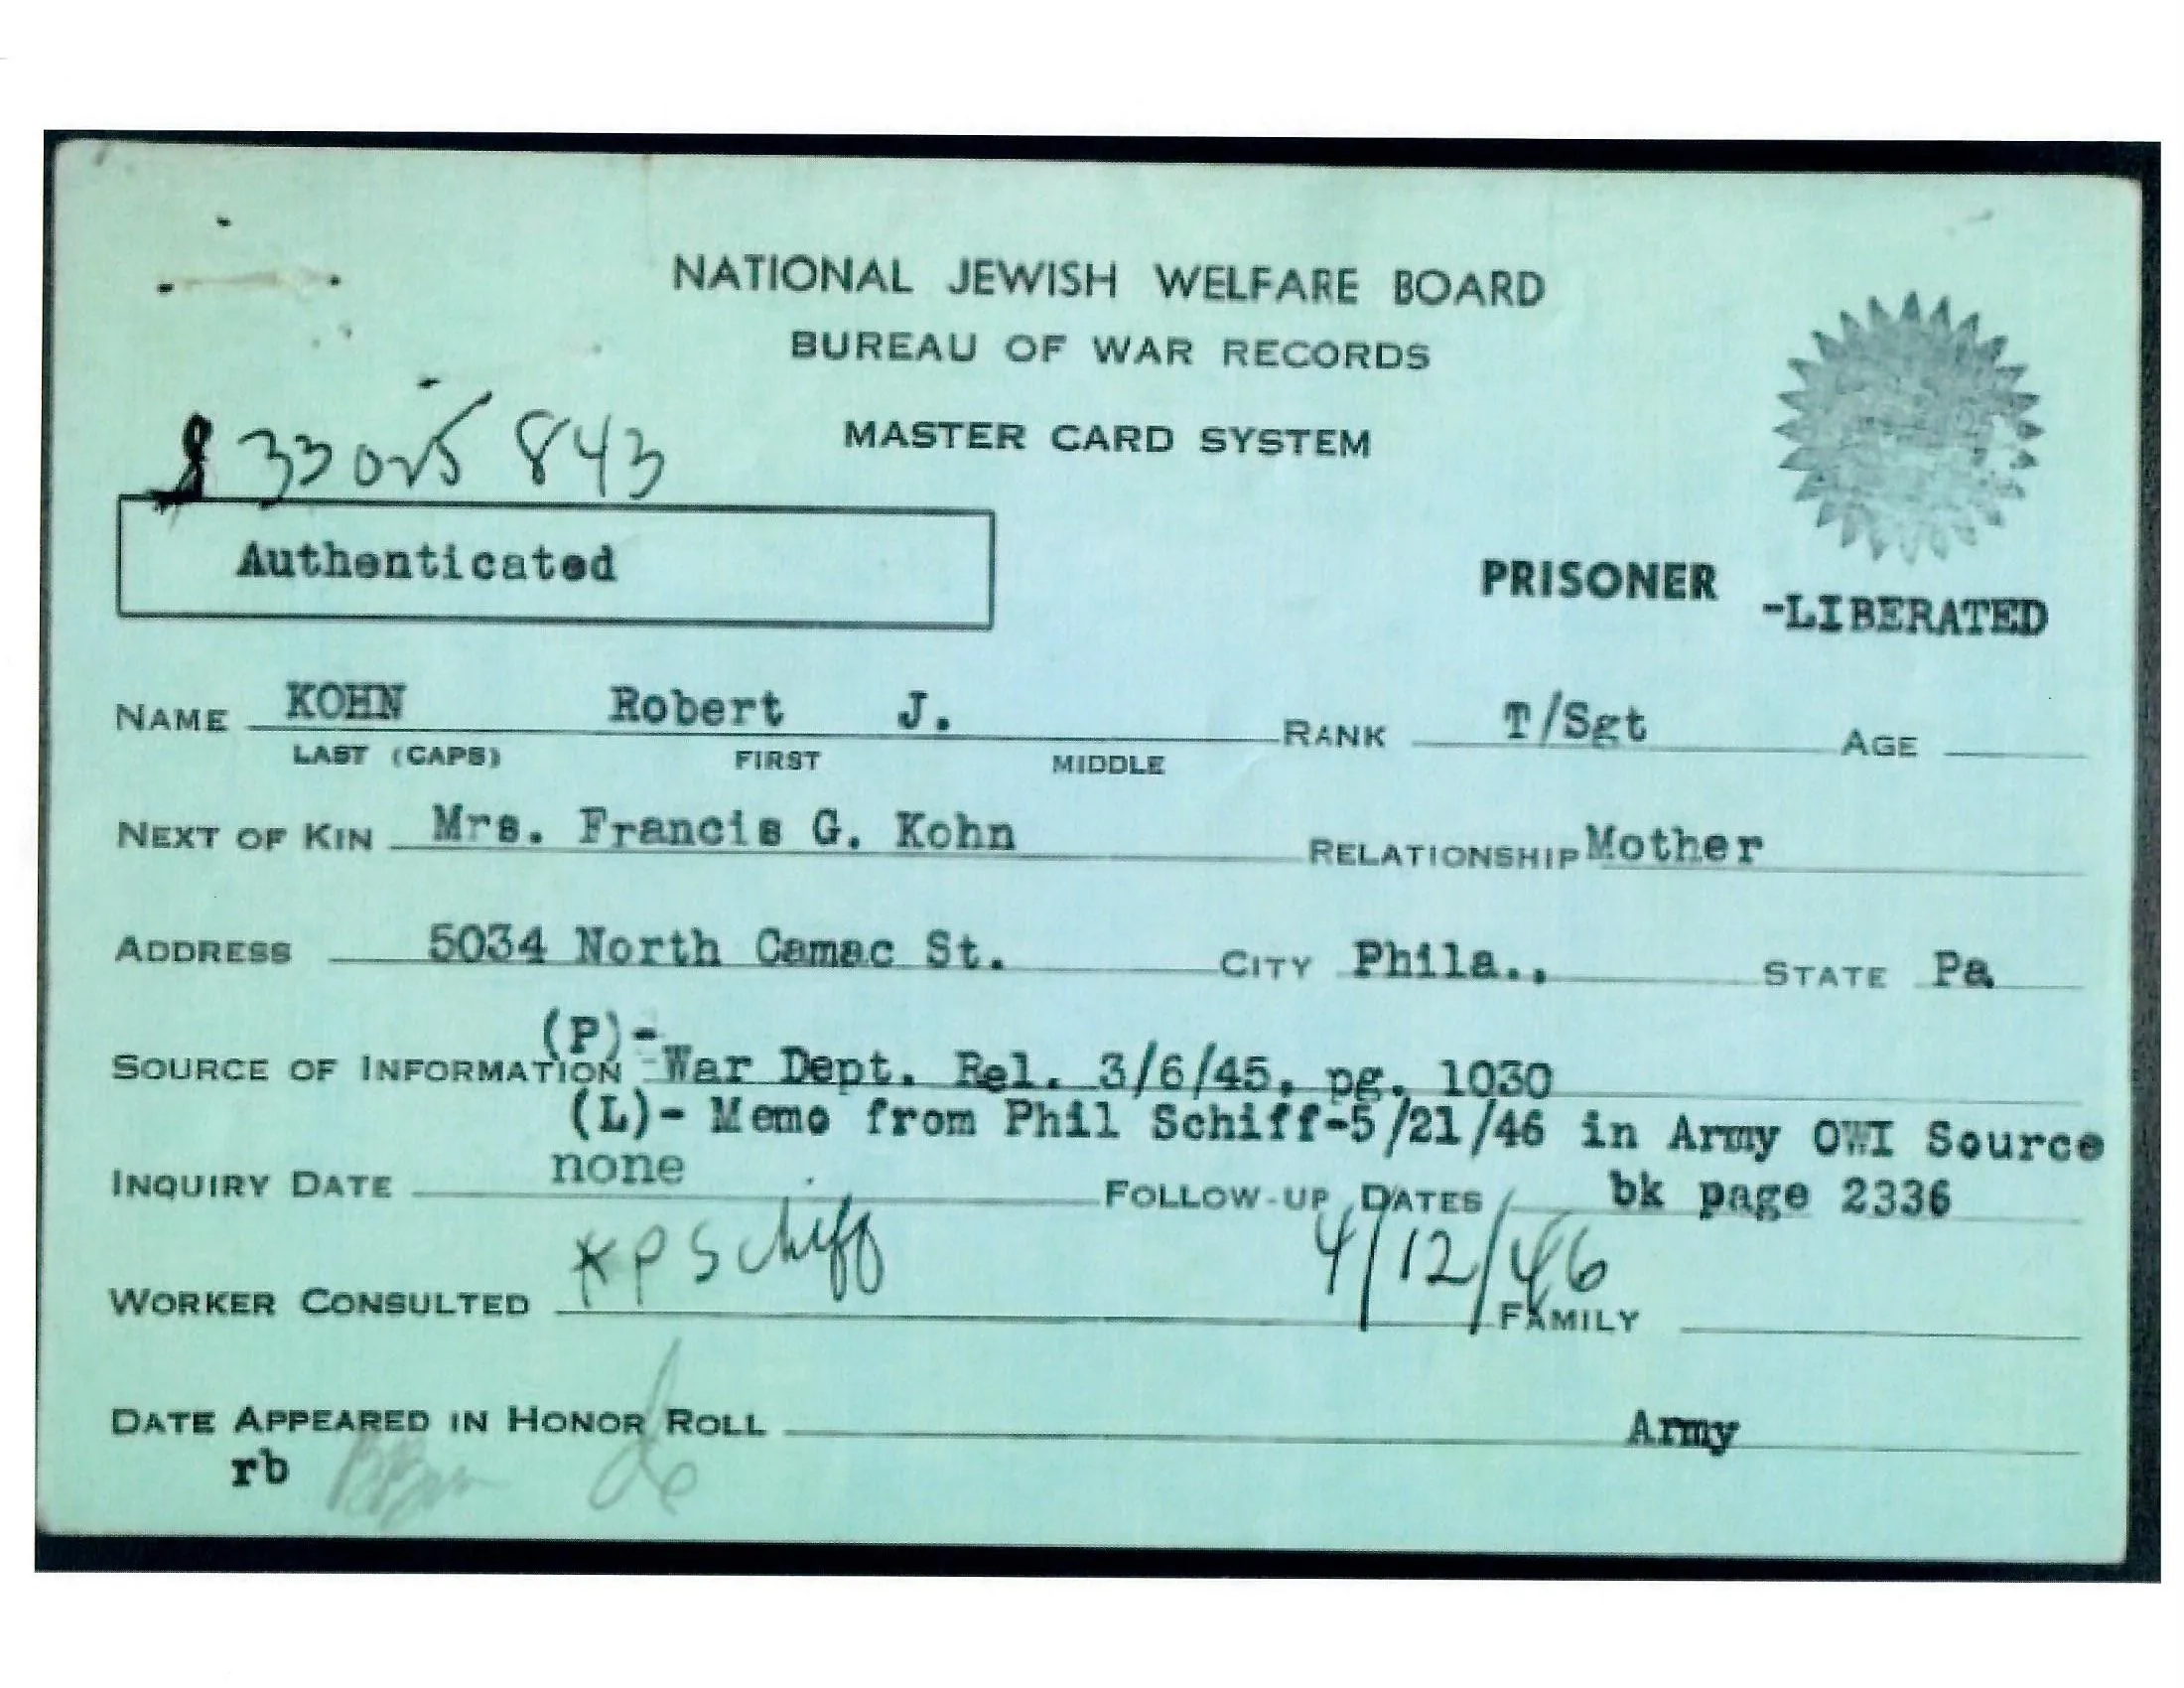 NATIONAL JEWISH WELFARE BOARD
BUREAU OF WAR RECORDS
MASTER CARD SYSTEM
33025843
Authenticated
PRISONER -LIBERATED
NAME KOHN Robert J. RANK T/Sgt AGE
LAST (CAPS) FIRST MIDDLE
NEXT OF KIN Mrs. Francis G. Kohn RELATIONSHIP Mother
ADDRESS 5034 North Camac St. CITY Phila., STATE Pa
(P)-
SOURCE OF INFORMATION War Dept. Rel. 3/6/45, pg. 1030
(L)- Memo from Phil Schiff-5/21/46 in Army OWI Source
INQUIRY DATE none FOLLOW-UP DATES bk page 2336
* P Schiff 4/12/46
WORKER CONSULTED FAMILY
DATE APPEARED IN HONOR ROLL Army
rb